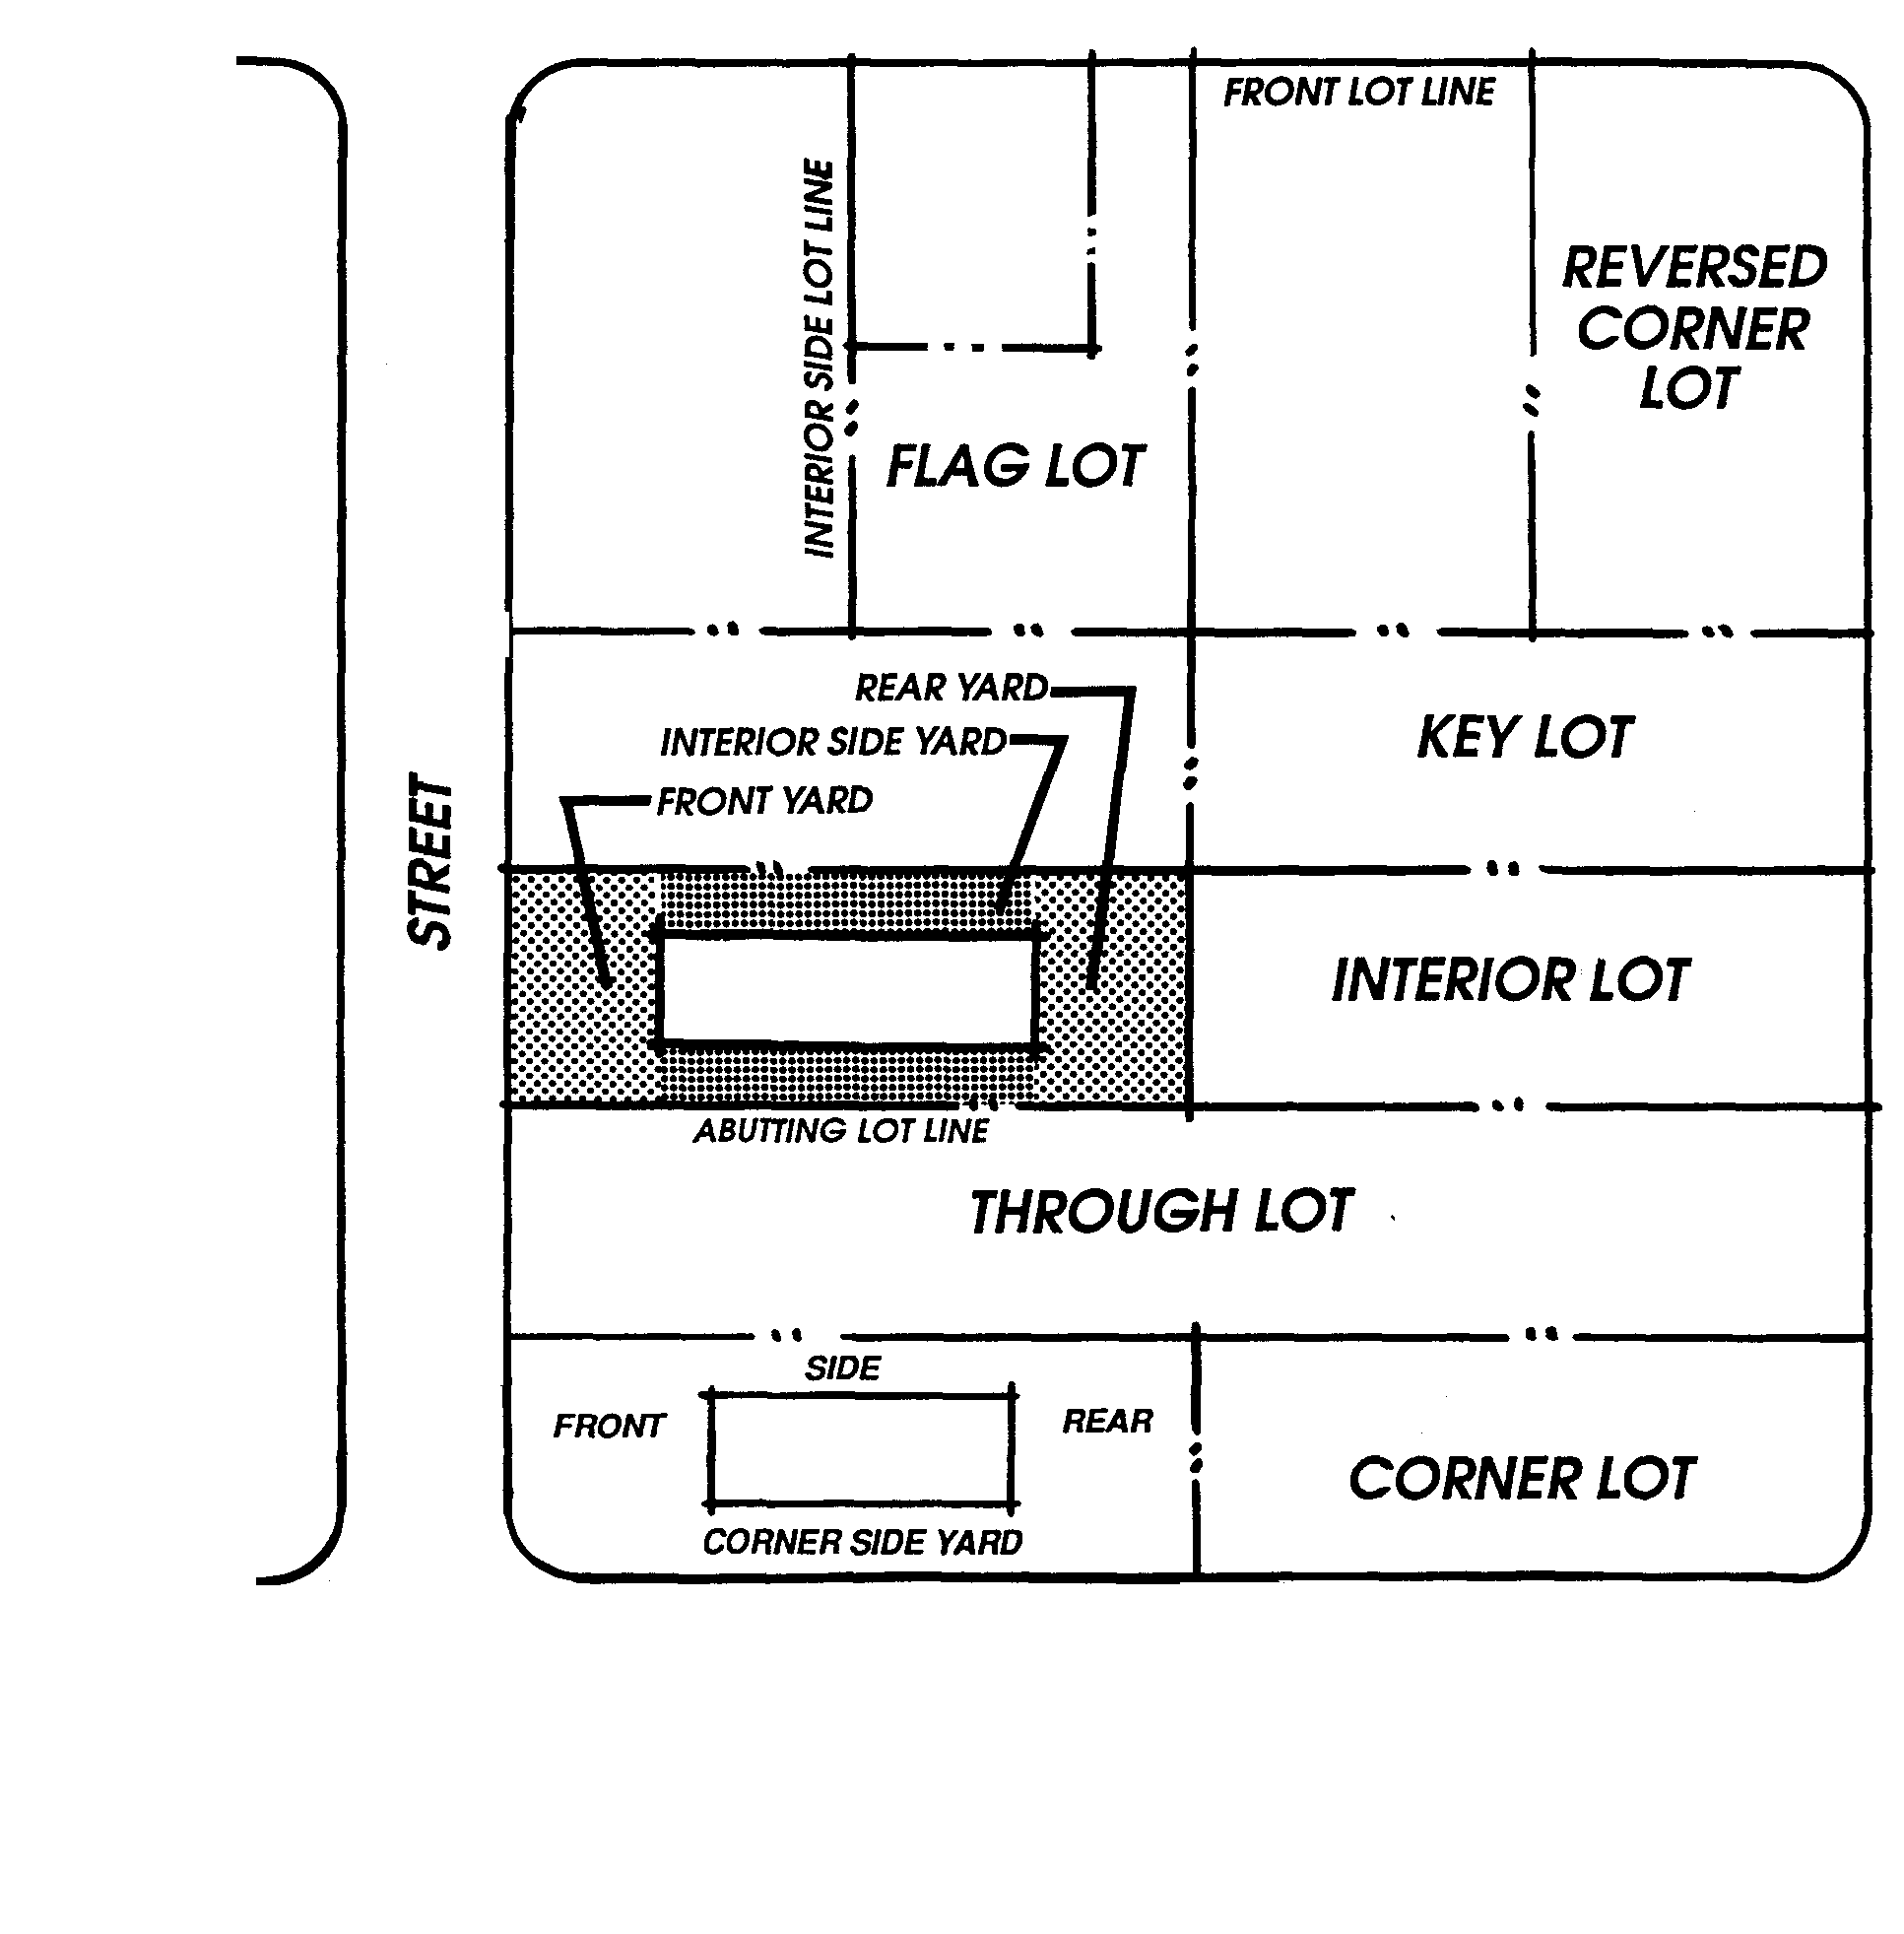 FRONT LOT LINE
INTERIOR SIDE LOT LINE
REVERSED
CORNER
LOT
FLAG LOT
REAR YARD
INTERIOR SIDE YARD
FRONT YARD
KEY LOT
STREET
INTERIOR LOT
ABUTTING LOT LINE
THROUGH LOT
SIDE
FRONT
REAR
CORNER LOT
CORNER SIDE YARD